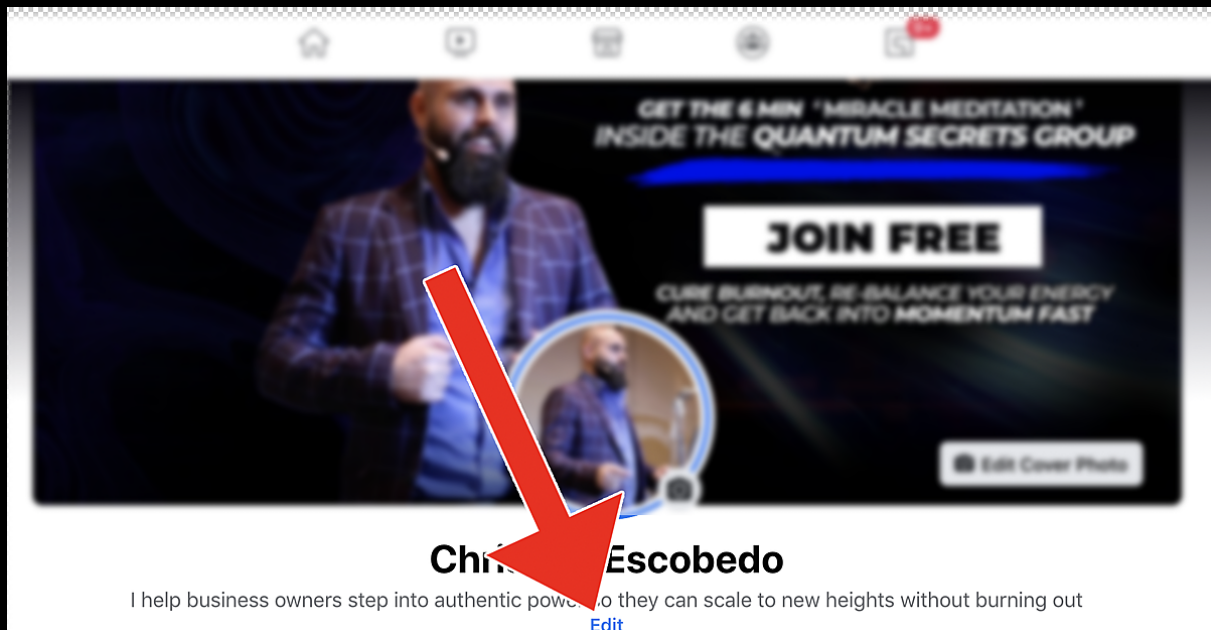 GET THE 6 MIN 'MIRACLE MEDITATION'
INSIDE THE QUANTUM SECRETS GROUP
JOIN FREE
CURE BURNOUT, RE-BALANCE YOUR ENERGY
AND GET BACK INTO MOMENTUM FAST
Edit Cover Photo
Escobedo
I help business owners step into authentic they can scale to new heights without burning out
Edit